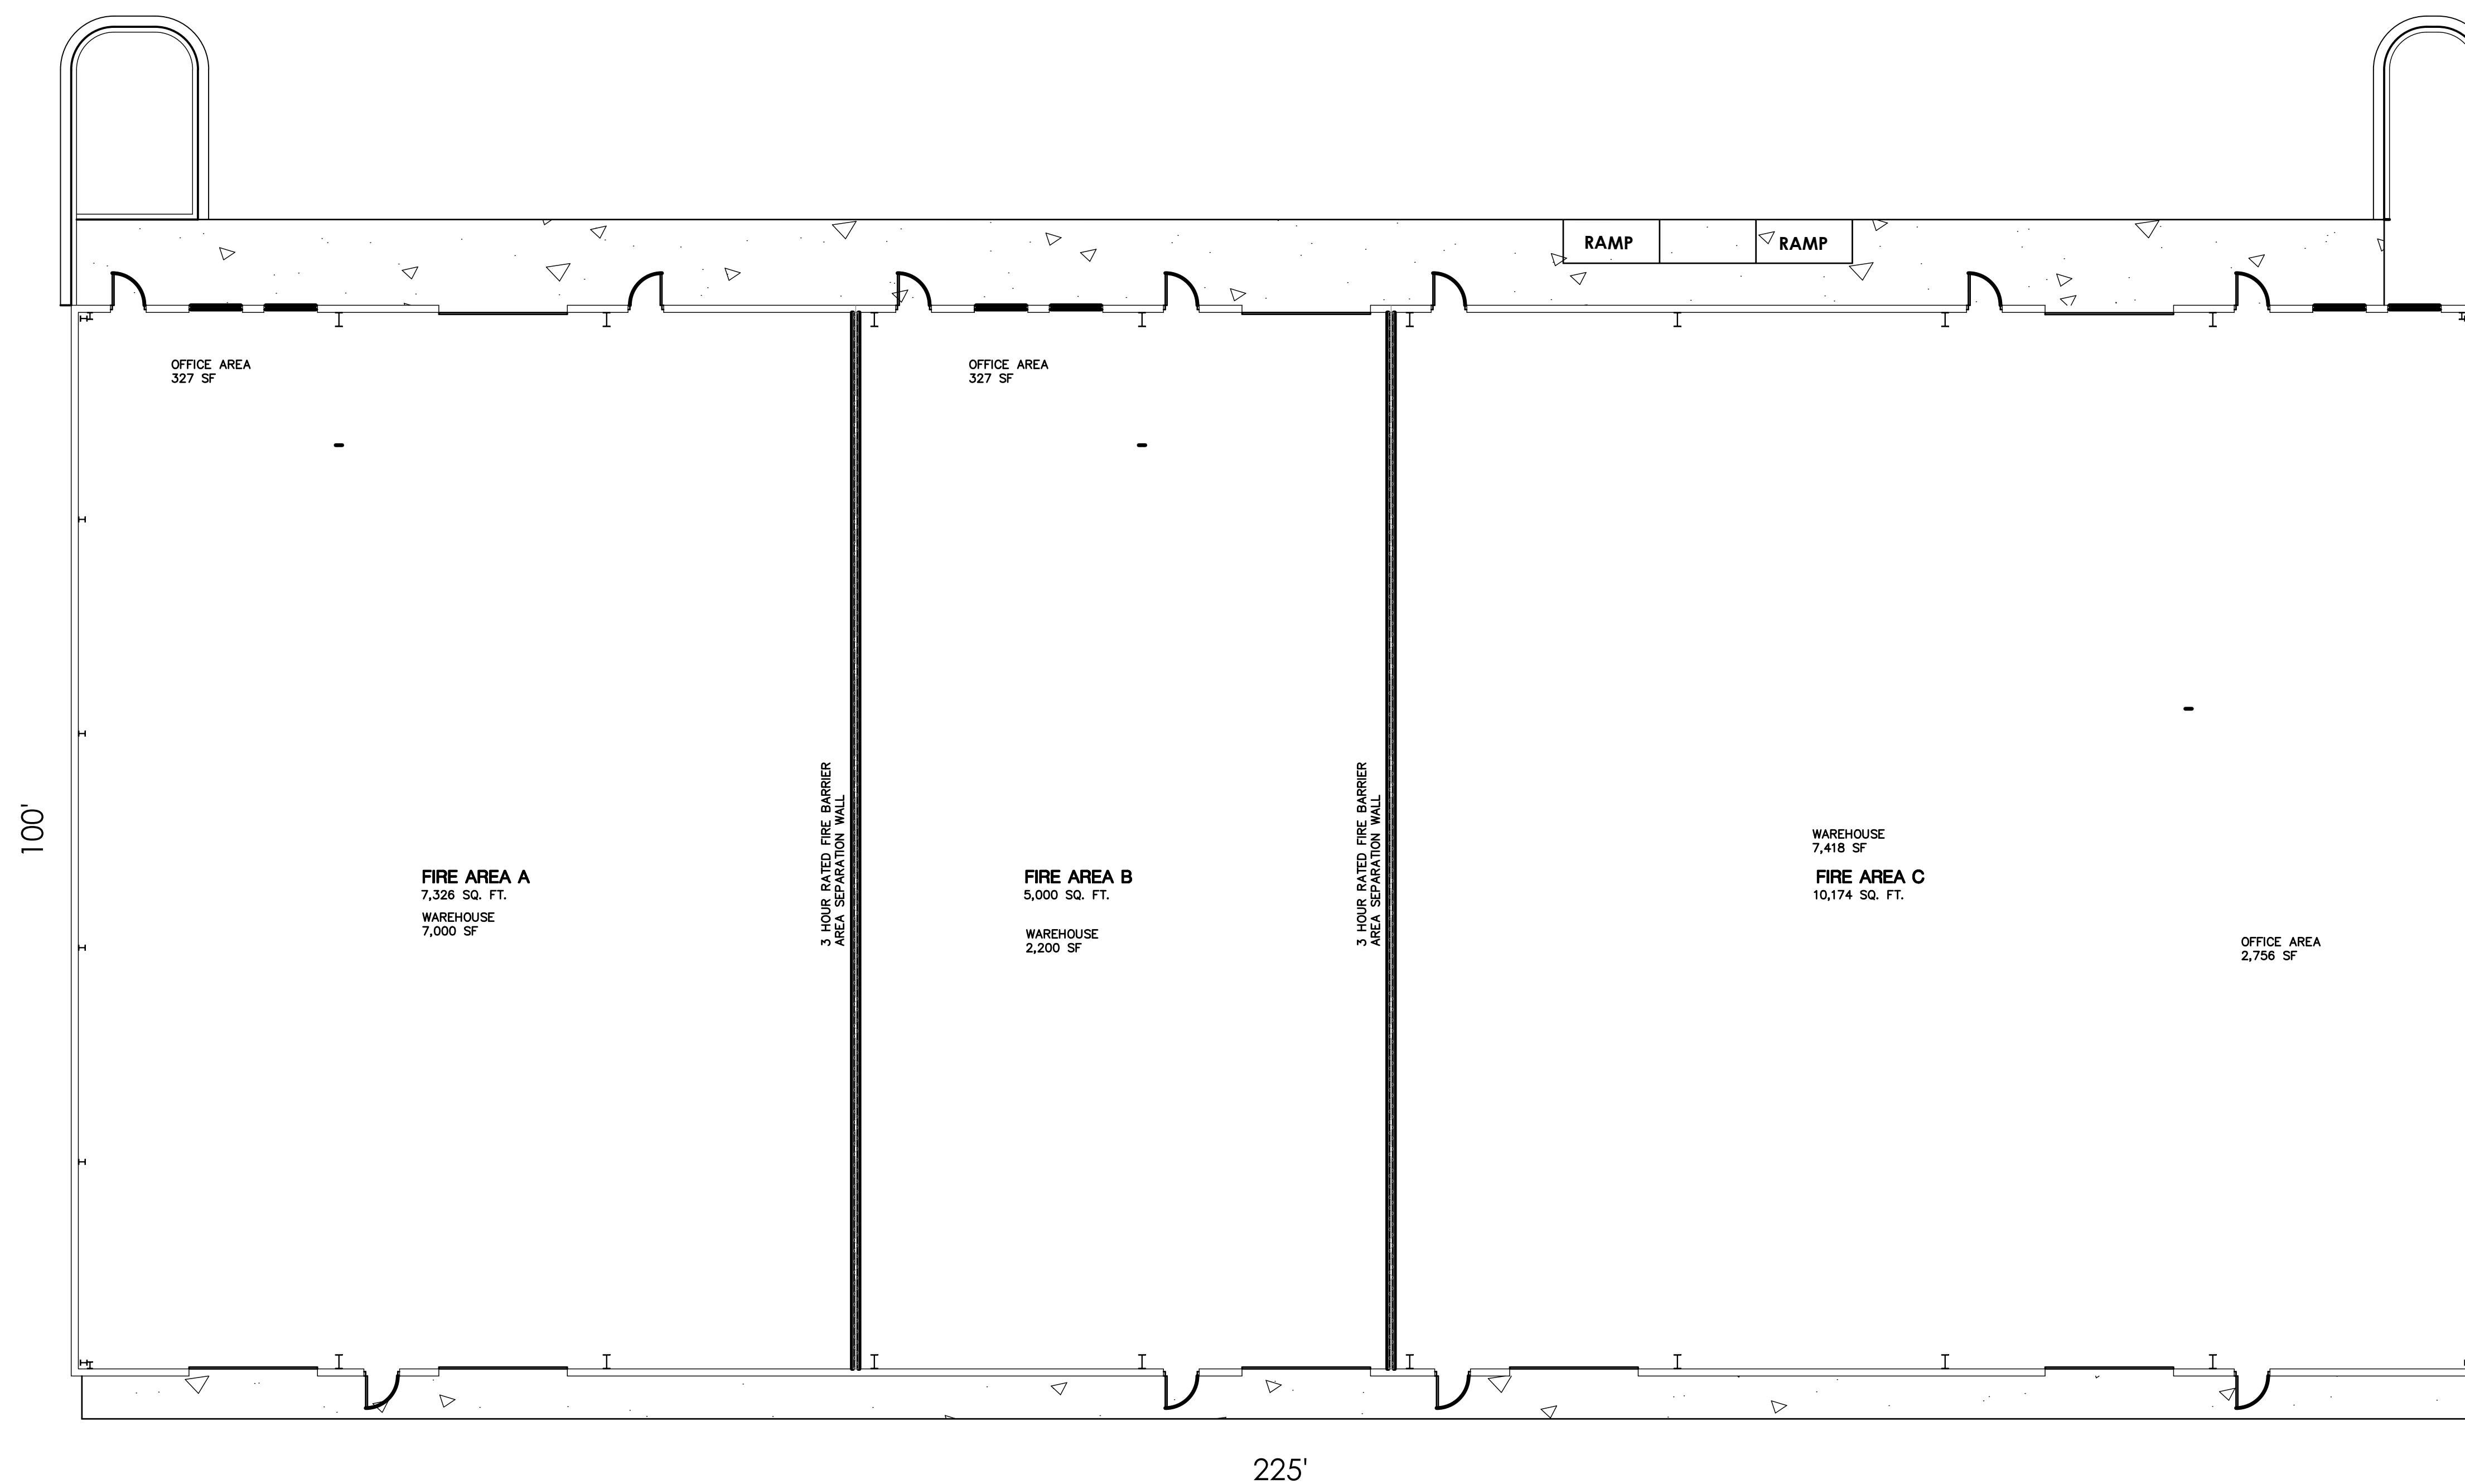 RAMP
RAMP
OFFICE AREA
327 SF
OFFICE AREA
327 SF
100'
FIRE AREA A
7,326 SQ. FT.
WAREHOUSE
7,000 SF
3 HOUR RATED FIRE BARRIER
AREA SEPARATION WALL
FIRE AREA B
5,000 SQ. FT.
WAREHOUSE
2,200 SF
3 HOUR RATED FIRE BARRIER
AREA SEPARATION WALL
WAREHOUSE
7,418 SF
FIRE AREA C
10,174 SQ. FT.
OFFICE AREA
2,756 SF
225'